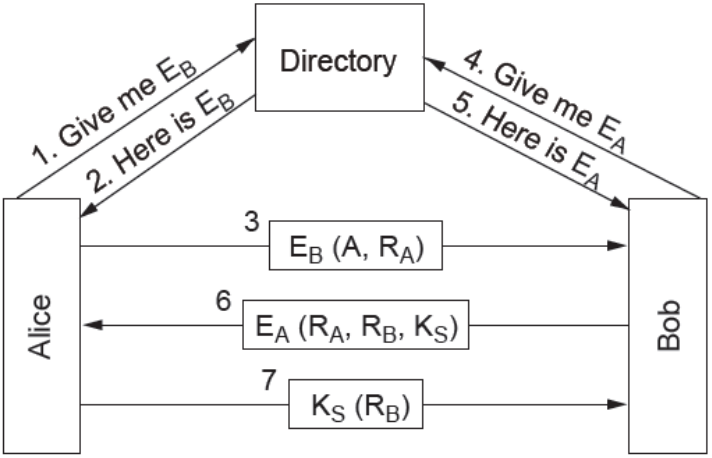 Directory
1. Give me E_B
2. Here is E_B
4. Give me E_A
5. Here is E_A
Alice
Bob
3
E_B (A, R_A)
6
E_A (R_A, R_B, K_S)
7
K_S (R_B)